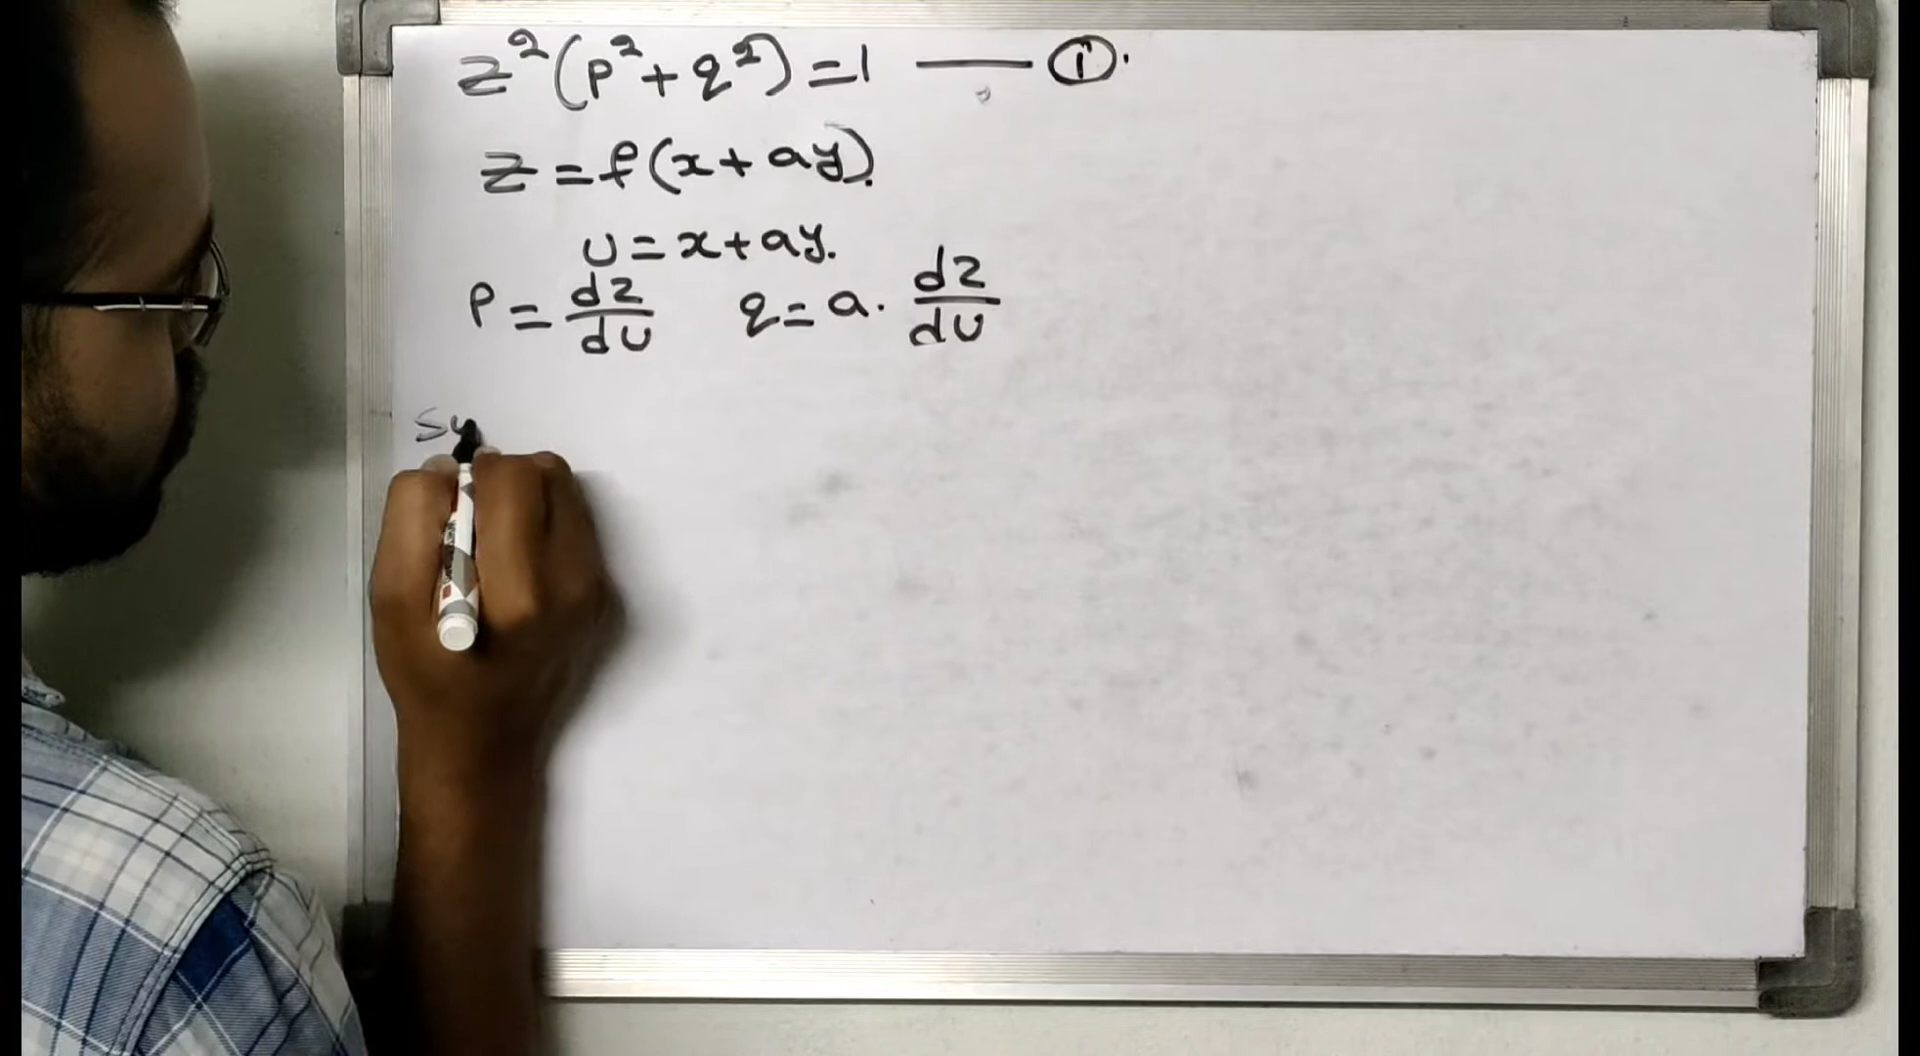 z²(p²+q²)=1 —— ①.
z=f(x+ay).
u=x+ay.
p=dz/du q=a.dz/du
Su